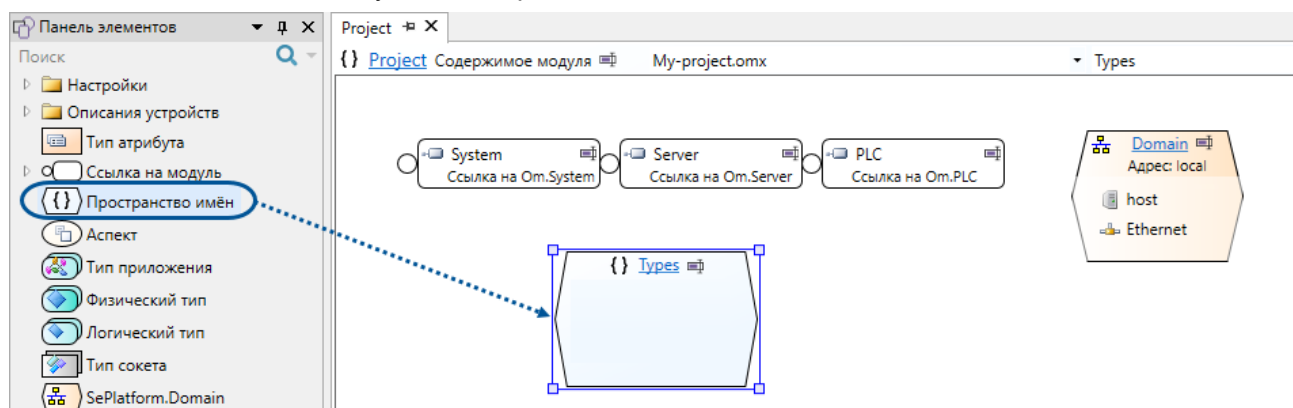 Панель элементов
Поиск
Настройки
Описания устройств
Тип атрибута
Ссылка на модуль
{ } Пространство имён
Аспект
Тип приложения
Физический тип
Логический тип
Тип сокета
SePlatform.Domain
Project
{ } Project Содержимое модуля My-project.omx Types
System
Ссылка на Om.System
Server
Ссылка на Om.Server
PLC
Ссылка на Om.PLC
Domain
Адрес: local
host
Ethernet
{ } Types